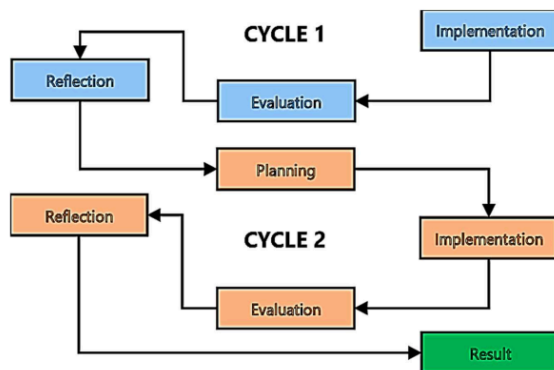 CYCLE 1
Implementation
Reflection
Evaluation
Planning
Reflection
CYCLE 2
Implementation
Evaluation
Result